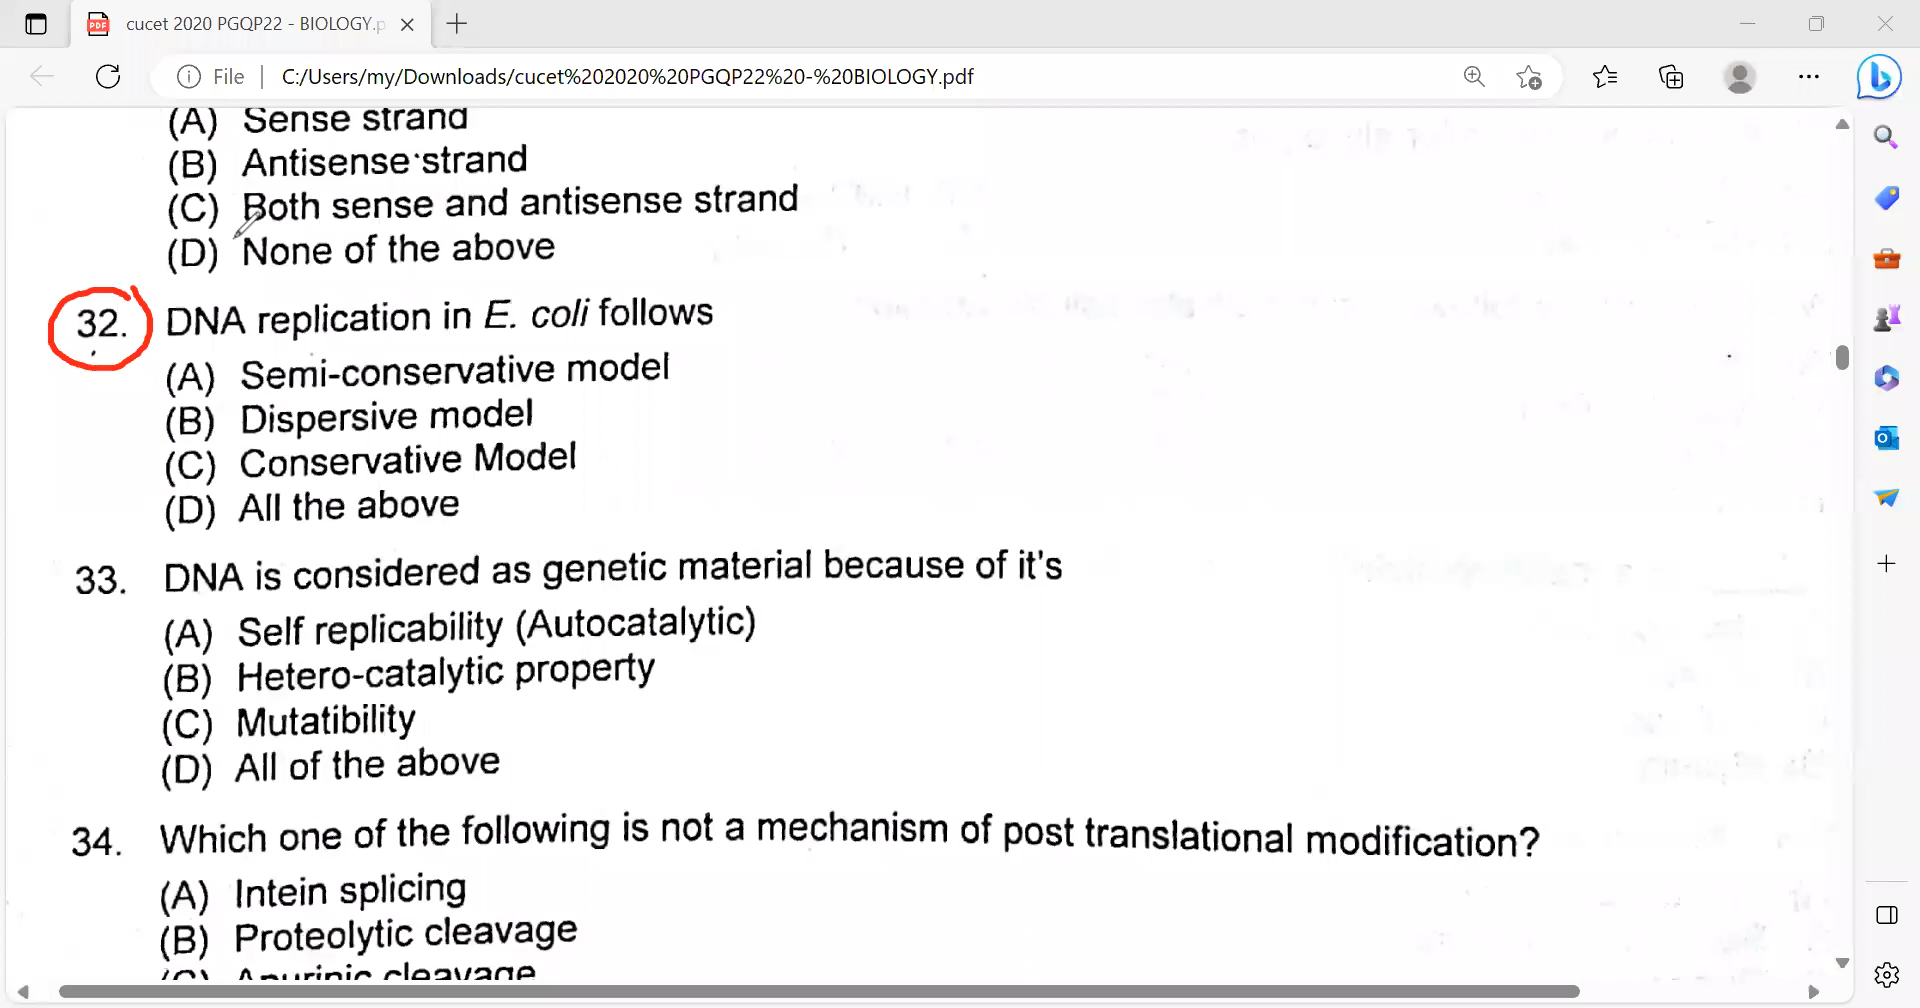 cucet 2020 PGQP22 - BIOLOGY.p
File
C:/Users/my/Downloads/cucet%202020%20PGQP22%20-%20BIOLOGY.pdf
(A) Sense strand
(B) Antisense strand
(C) Both sense and antisense strand
(D) None of the above
32. DNA replication in E. coli follows
(A) Semi-conservative model
(B) Dispersive model
(C) Conservative Model
(D) All the above
33. DNA is considered as genetic material because of it's
(A) Self replicability (Autocatalytic)
(B) Hetero-catalytic property
(C) Mutatibility
(D) All of the above
34. Which one of the following is not a mechanism of post translational modification?
(A) Intein splicing
(B) Proteolytic cleavage
(C) Apurinic cleavage